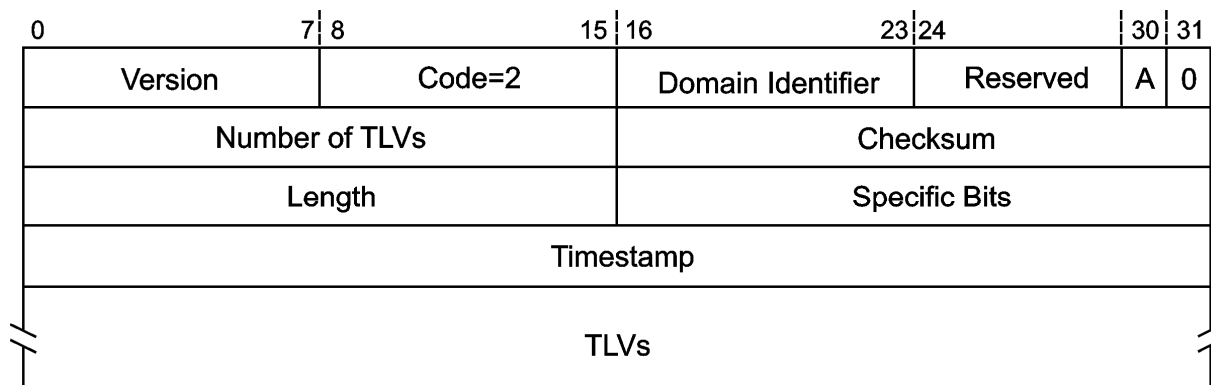 0 7 8 15 16 23 24 30 31
Version Code=2 Domain Identifier Reserved A 0
Number of TLVs Checksum
Length Specific Bits
Timestamp
TLVs